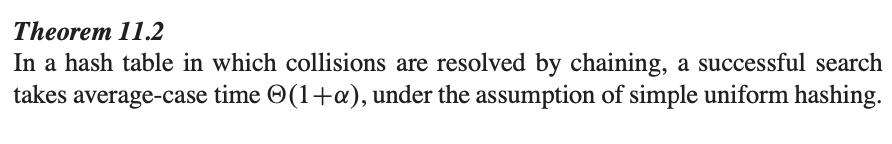 Theorem 11.2
In a hash table in which collisions are resolved by chaining, a successful search
takes average-case time Θ(1+α), under the assumption of simple uniform hashing.